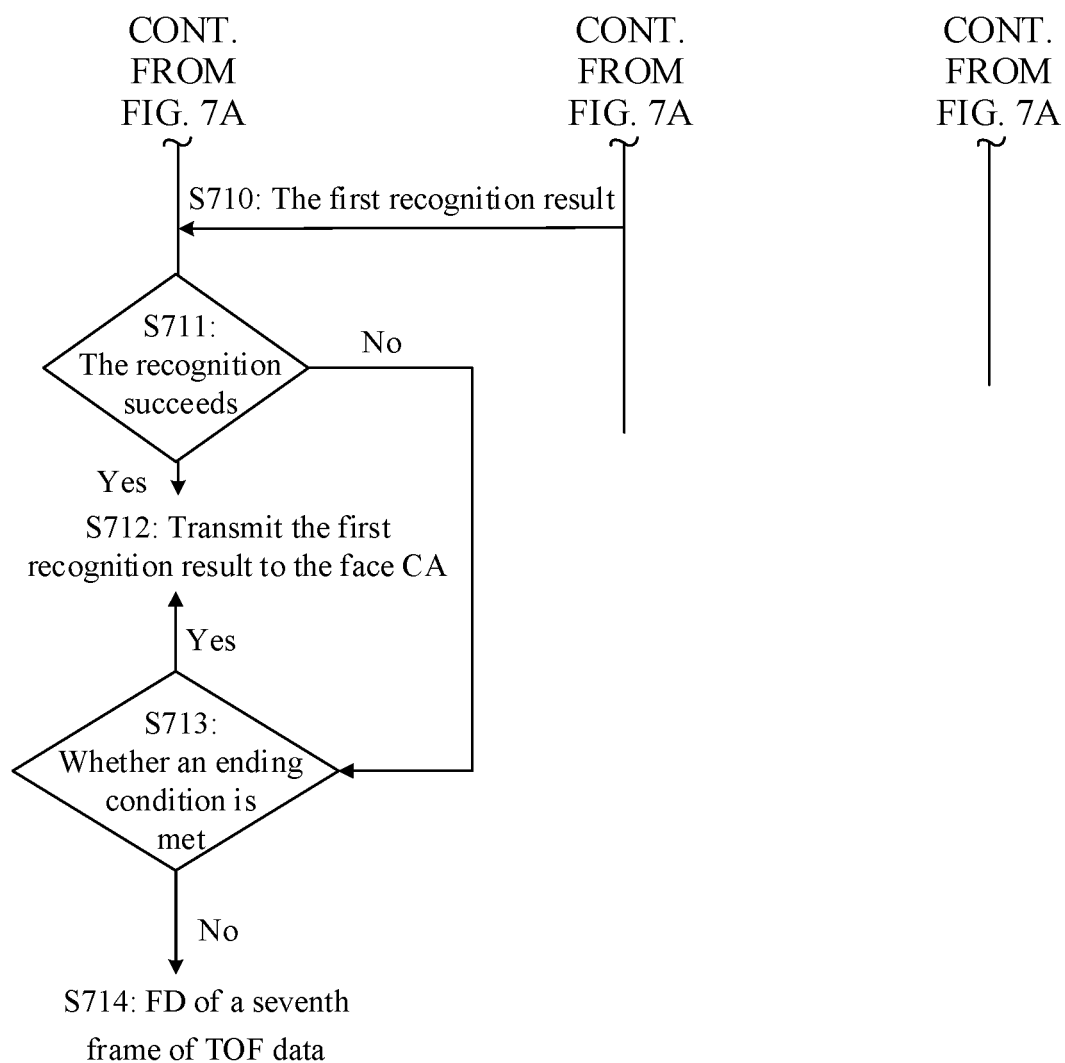 CONT.
FROM
FIG. 7A
CONT.
FROM
FIG. 7A
CONT.
FROM
FIG. 7A
S710: The first recognition result
S711:
The recognition
succeeds
No
Yes
S712: Transmit the first
recognition result to the face CA
Yes
S713:
Whether an ending
condition is
met
No
S714: FD of a seventh
frame of TOF data